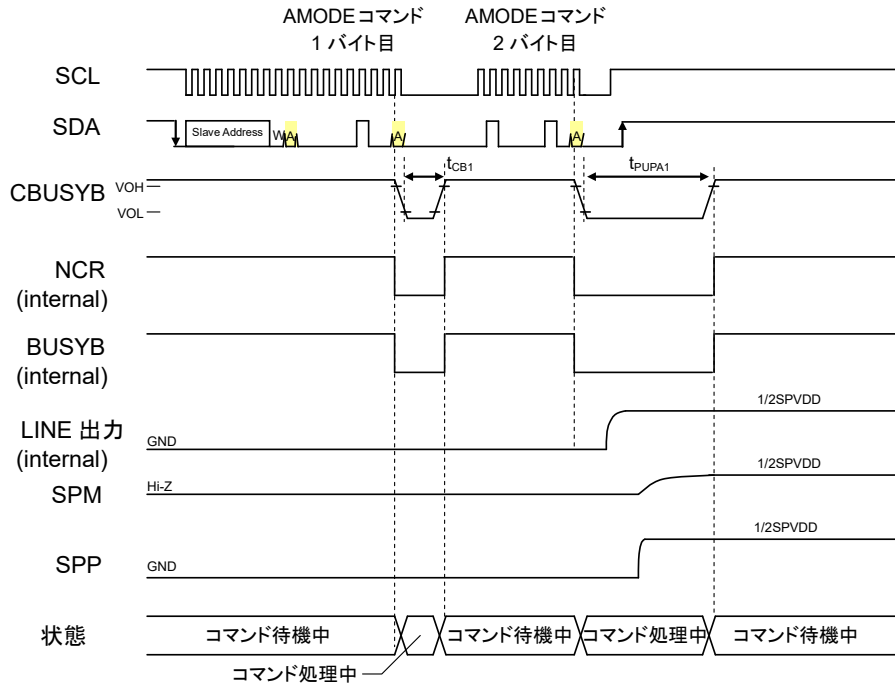 AMODEコマンド
1 バイト目
AMODEコマンド
2 バイト目
SCL
SDA
Slave Address
W
A
A
A
CBUSYB
VOH
VOL
tCB1
tPUPA1
NCR
(internal)
BUSYB
(internal)
LINE 出力
(internal)
GND
1/2SPVDD
SPM
Hi-Z
1/2SPVDD
SPP
GND
1/2SPVDD
状態
コマンド待機中
コマンド待機中
コマンド処理中
コマンド待機中
コマンド処理中